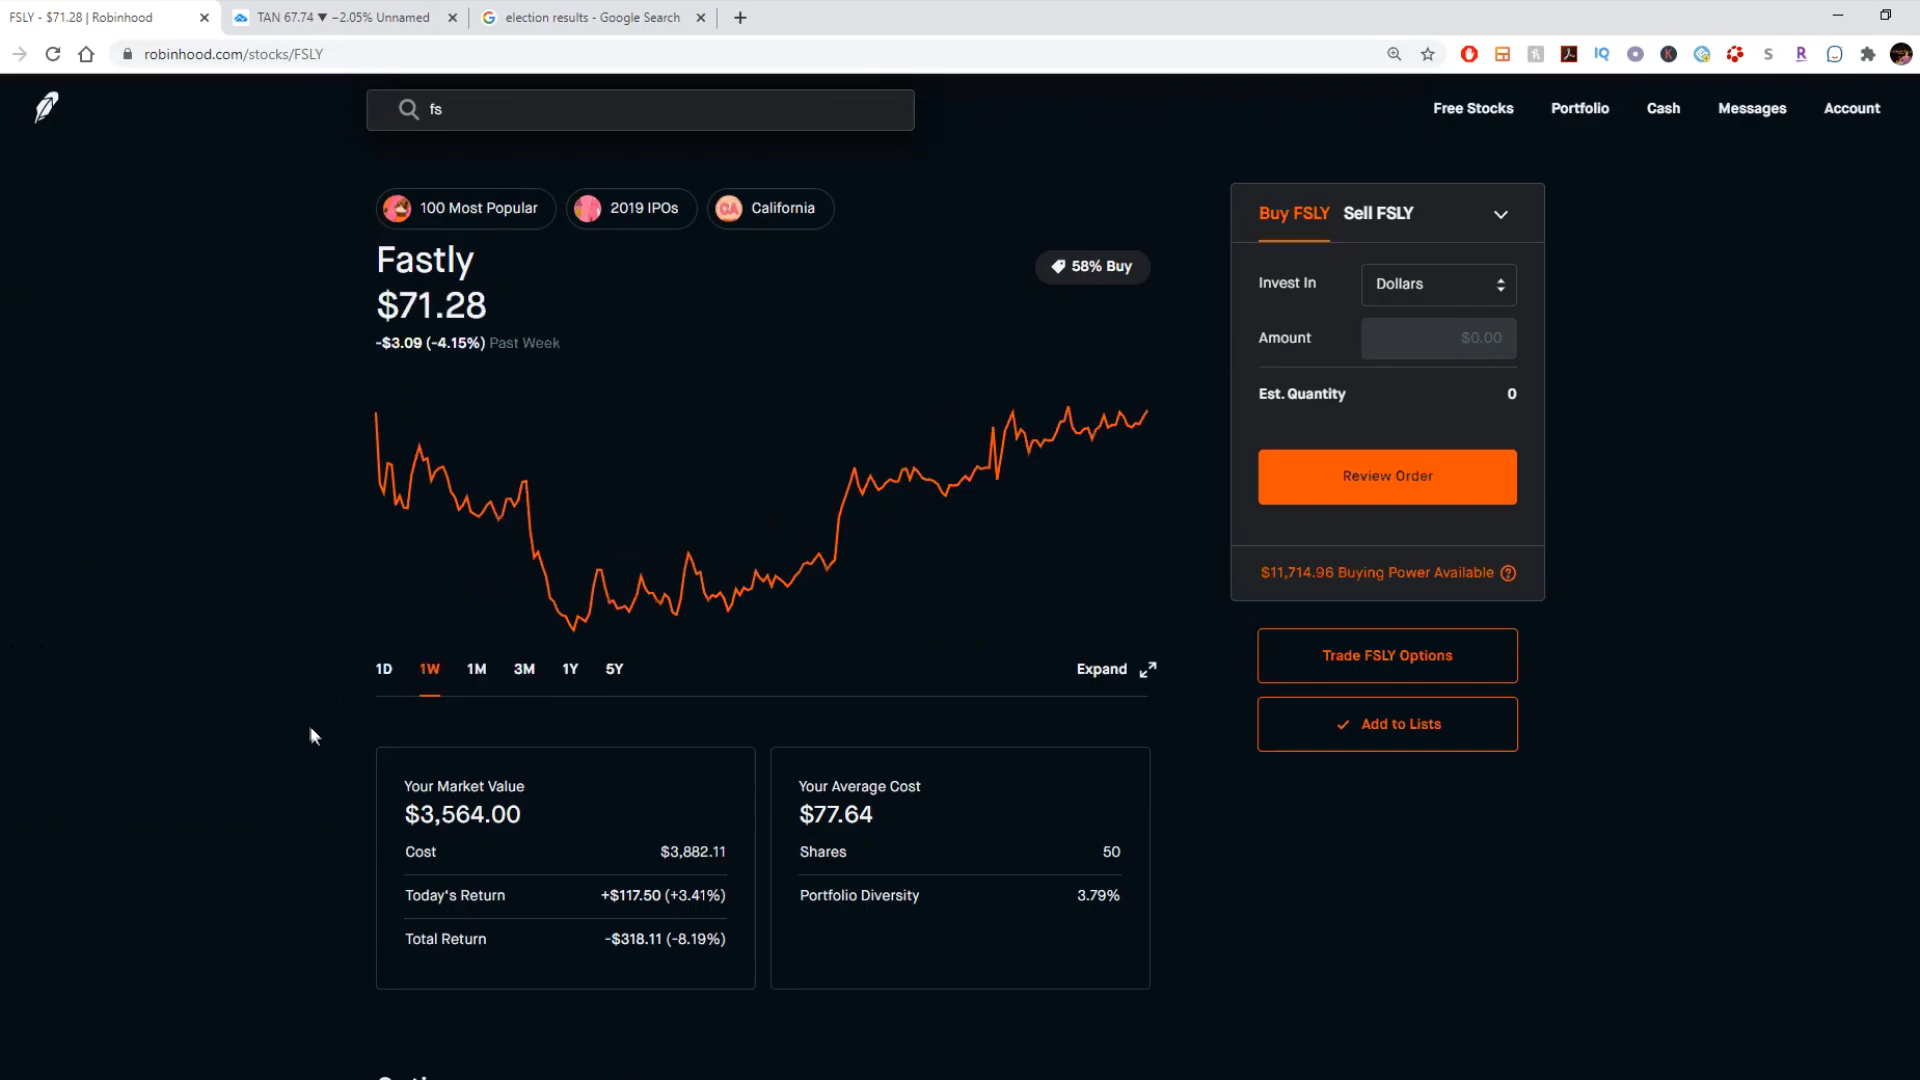 FSLY - $71.28 | Robinhood
TAN 67.74 ▼ −2.05% Unnamed
election results - Google Search
robinhood.com/stocks/FSLY
fs
Free Stocks
Portfolio
Cash
Messages
Account
100 Most Popular
2019 IPOs
CA
California
Fastly
$71.28
-$3.09 (-4.15%) Past Week
58% Buy
1D
1W
1M
3M
1Y
5Y
Expand
Your Market Value
$3,564.00
Cost
$3,882.11
Today's Return
+$117.50 (+3.41%)
Total Return
-$318.11 (-8.19%)
Your Average Cost
$77.64
Shares
50
Portfolio Diversity
3.79%
Buy FSLY
Sell FSLY
Invest In
Dollars
Amount
$0.00
Est. Quantity
0
Review Order
$11,714.96 Buying Power Available
Trade FSLY Options
Add to Lists